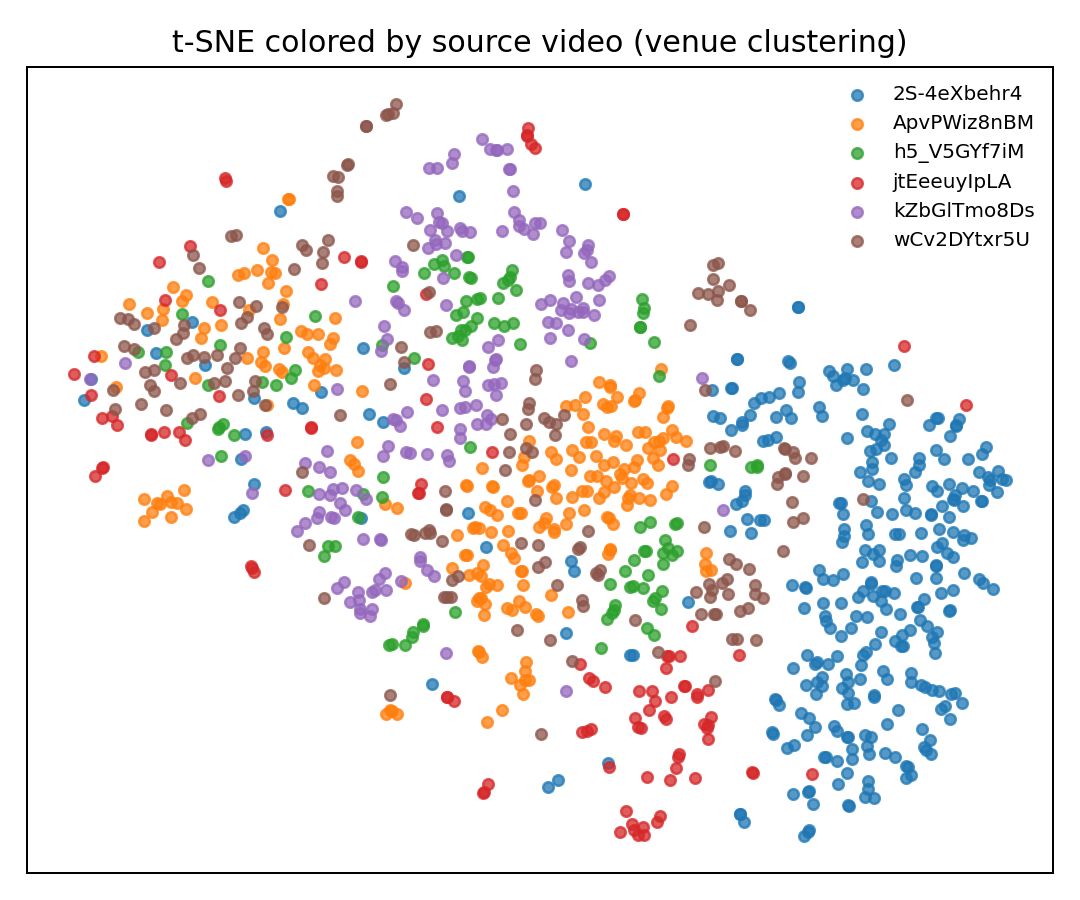 t-SNE colored by source video (venue clustering)
2S-4eXbehr4
ApvPWiz8nBM
h5_V5GYf7iM
jtEeeuyIpLA
kZbGlTmo8Ds
wCv2DYtxr5U